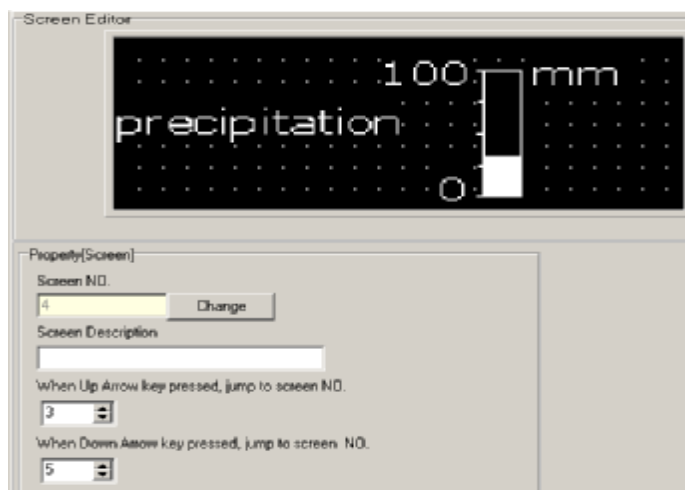 Screen Editor
100 mm
precipitation
0
Property[Screen]
Screen NO.
4 Change
Screen Description
When Up Arrow key pressed, jump to screen NO.
3
When Down Arrow key pressed, jump to screen NO.
5